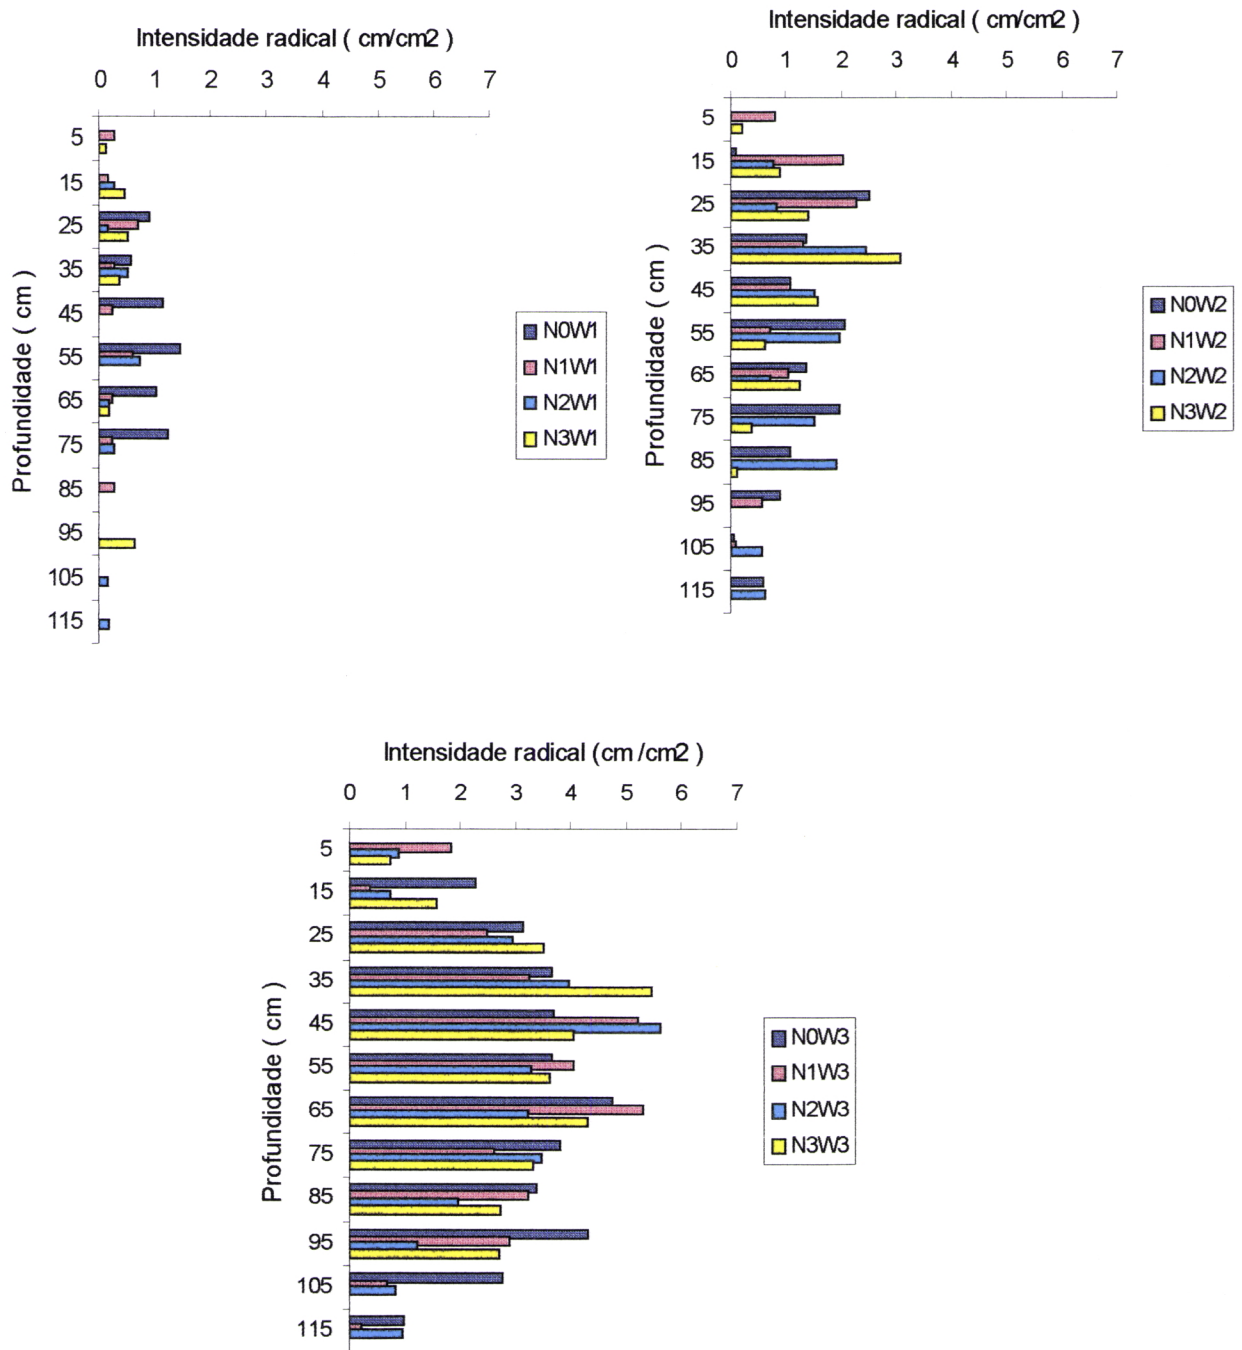 Intensidade radical ( cm/cm2 )
0 1 2 3 4 5 6 7
Profundidade ( cm )
5
15
25
35
45
55
65
75
85
95
105
115
N0W1
N1W1
N2W1
N3W1
Intensidade radical ( cm/cm2 )
0 1 2 3 4 5 6 7
Profundidade ( cm )
5
15
25
35
45
55
65
75
85
95
105
115
N0W2
N1W2
N2W2
N3W2
Intensidade radical (cm /cm2 )
0 1 2 3 4 5 6 7
Profundidade ( cm )
5
15
25
35
45
55
65
75
85
95
105
115
N0W3
N1W3
N2W3
N3W3